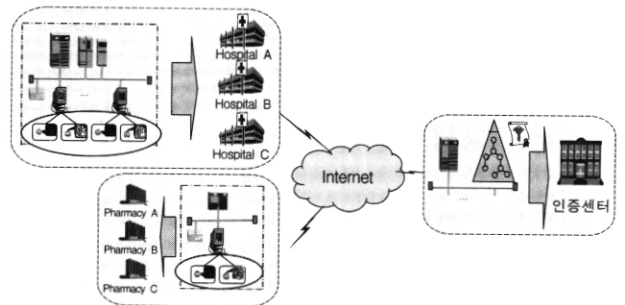 Hospital A
Hospital B
Hospital C
Internet
Pharmacy A
Pharmacy B
Pharmacy C
인증센터